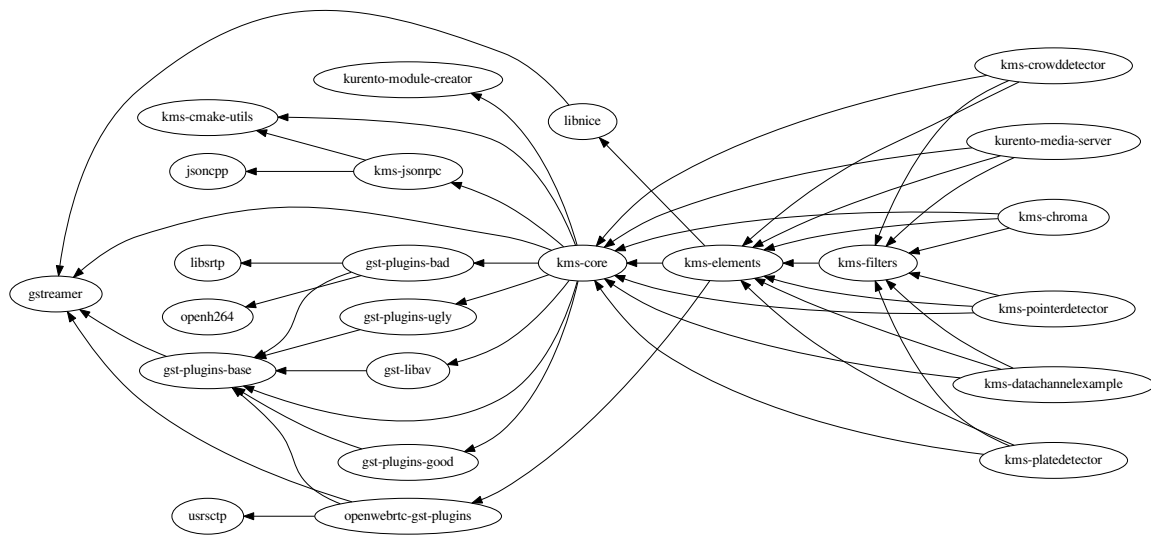 kms-crowddetector
kurento-module-creator
kms-cmake-utils
libnice
kurento-media-server
jsoncpp
kms-jsonrpc
kms-chroma
libsrtp
gst-plugins-bad
kms-core
kms-elements
kms-filters
gstreamer
openh264
gst-plugins-ugly
kms-pointerdetector
gst-plugins-base
gst-libav
kms-datachannelexample
gst-plugins-good
kms-platedetector
usrsctp
openwebrtc-gst-plugins